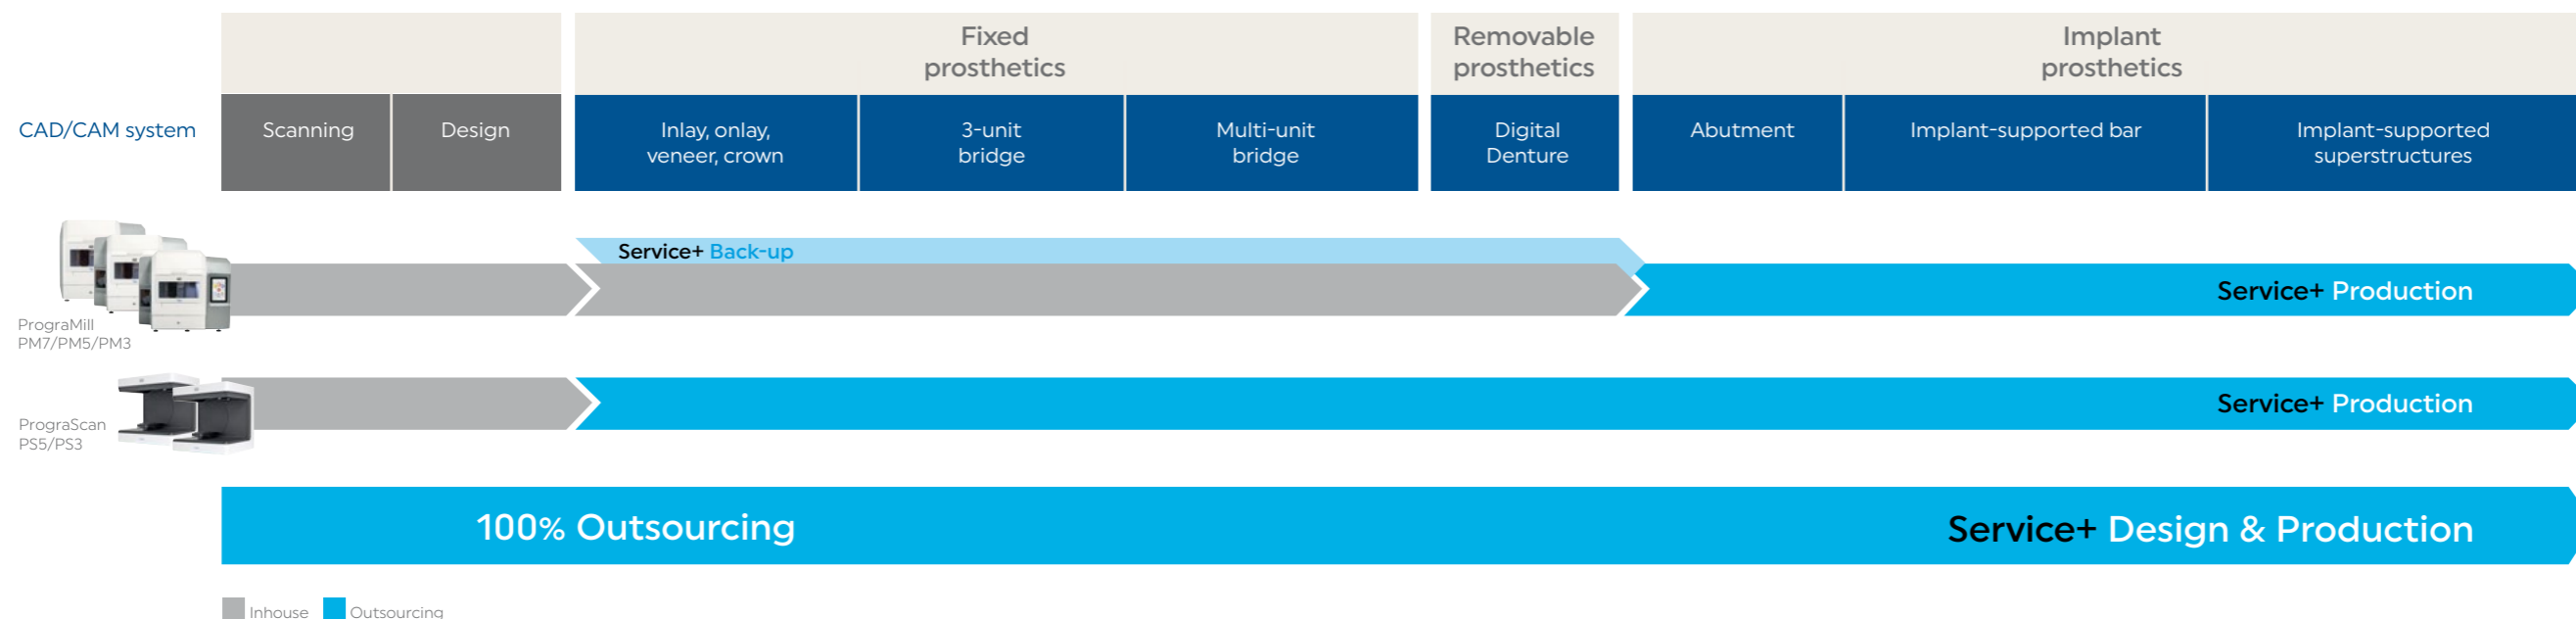 Fixed
prosthetics
Removable
prosthetics
Implant
prosthetics
CAD/CAM system
Scanning
Design
Inlay, onlay,
veneer, crown
3-unit
bridge
Multi-unit
bridge
Digital
Denture
Abutment
Implant-supported bar
Implant-supported
superstructures
Service+ Back-up
Service+ Production
PrograMill
PM7/PM5/PM3
Service+ Production
PrograScan
PS5/PS3
100% Outsourcing
Service+ Design & Production
Inhouse
Outsourcing